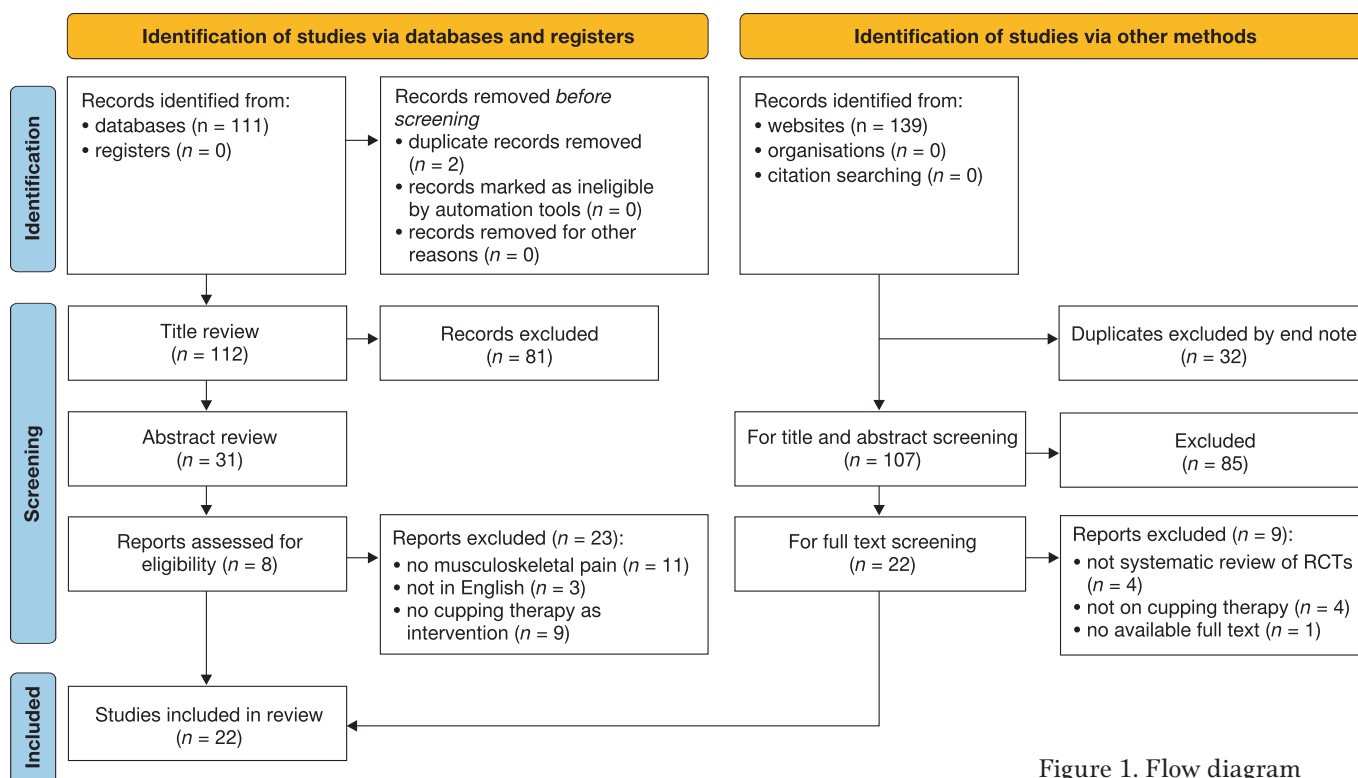 Identification of studies via databases and registers
Identification of studies via other methods
Identification
Records identified from:
• databases (n = 111)
• registers (n = 0)
Records removed before
screening
• duplicate records removed
(n = 2)
• records marked as ineligible
by automation tools (n = 0)
• records removed for other
reasons (n = 0)
Records identified from:
• websites (n = 139)
• organisations (n = 0)
• citation searching (n = 0)
Screening
Title review
(n = 112)
Records excluded
(n = 81)
Duplicates excluded by end note
(n = 32)
Abstract review
(n = 31)
For title and abstract screening
(n = 107)
Excluded
(n = 85)
Reports assessed for
eligibility (n = 8)
Reports excluded (n = 23):
• no musculoskeletal pain (n = 11)
• not in English (n = 3)
• no cupping therapy as
intervention (n = 9)
For full text screening
(n = 22)
Reports excluded (n = 9):
• not systematic review of RCTs
(n = 4)
• not on cupping therapy (n = 4)
• no available full text (n = 1)
Included
Studies included in review
(n = 22)
Figure 1. Flow diagram